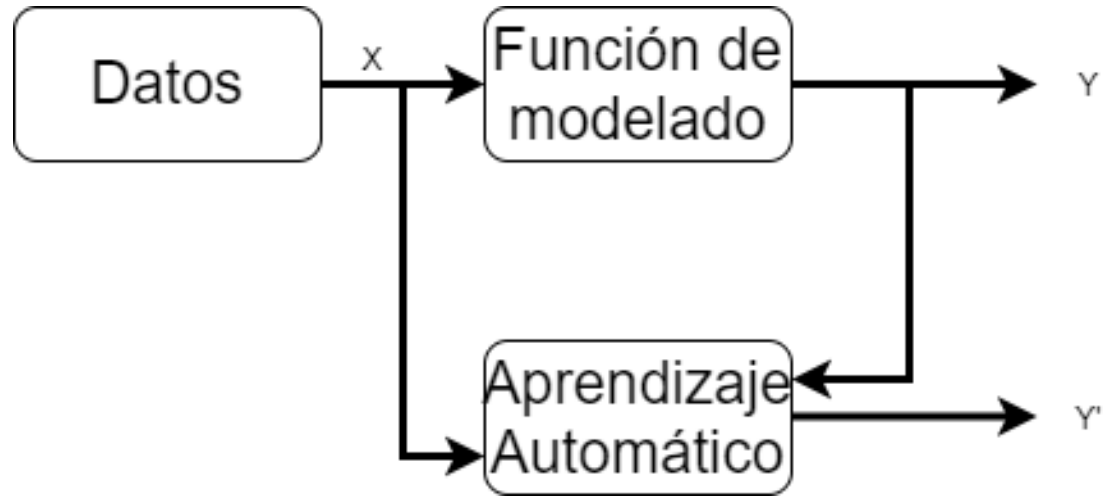 Datos
X
Función de
modelado
Y
Aprendizaje
Automático
Y'